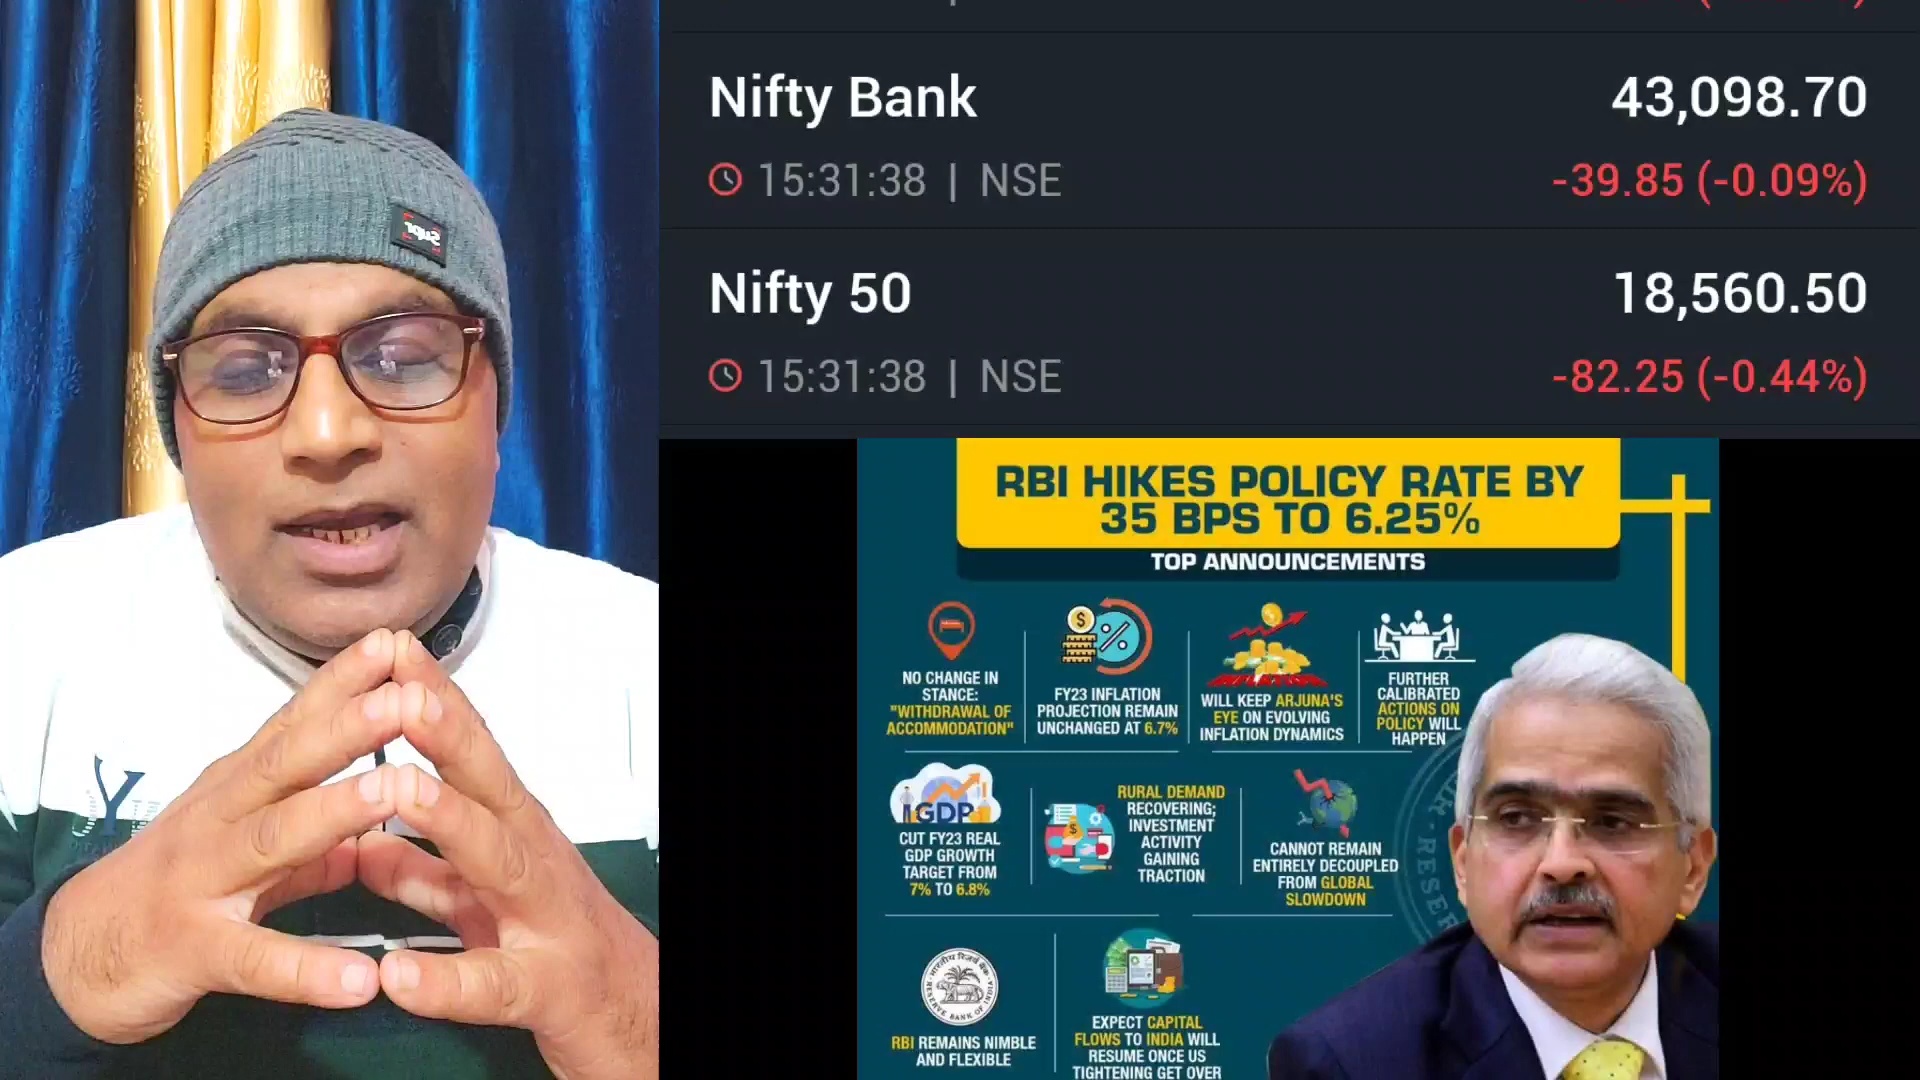 Nifty Bank
43,098.70
15:31:38 | NSE
-39.85 (-0.09%)
Nifty 50
18,560.50
15:31:38 | NSE
-82.25 (-0.44%)
RBI HIKES POLICY RATE BY
35 BPS TO 6.25%
TOP ANNOUNCEMENTS
NO CHANGE IN
STANCE:
"WITHDRAWAL OF
ACCOMMODATION"
FY23 INFLATION
PROJECTION REMAIN
UNCHANGED AT 6.7%
WILL KEEP ARJUNA'S
EYE ON EVOLVING
INFLATION DYNAMICS
FURTHER
CALIBRATED
ACTIONS ON
POLICY WILL
HAPPEN
GDP
CUT FY23 REAL
GDP GROWTH
TARGET FROM
7% TO 6.8%
RURAL DEMAND
RECOVERING;
INVESTMENT
ACTIVITY
GAINING
TRACTION
CANNOT REMAIN
ENTIRELY DECOUPLED
FROM GLOBAL
SLOWDOWN
भारतीय रिज़र्व बैंक
RESERVE BANK OF INDIA
RBI REMAINS NIMBLE
AND FLEXIBLE
EXPECT CAPITAL
FLOWS TO INDIA WILL
RESUME ONCE US
TIGHTENING GET OVER